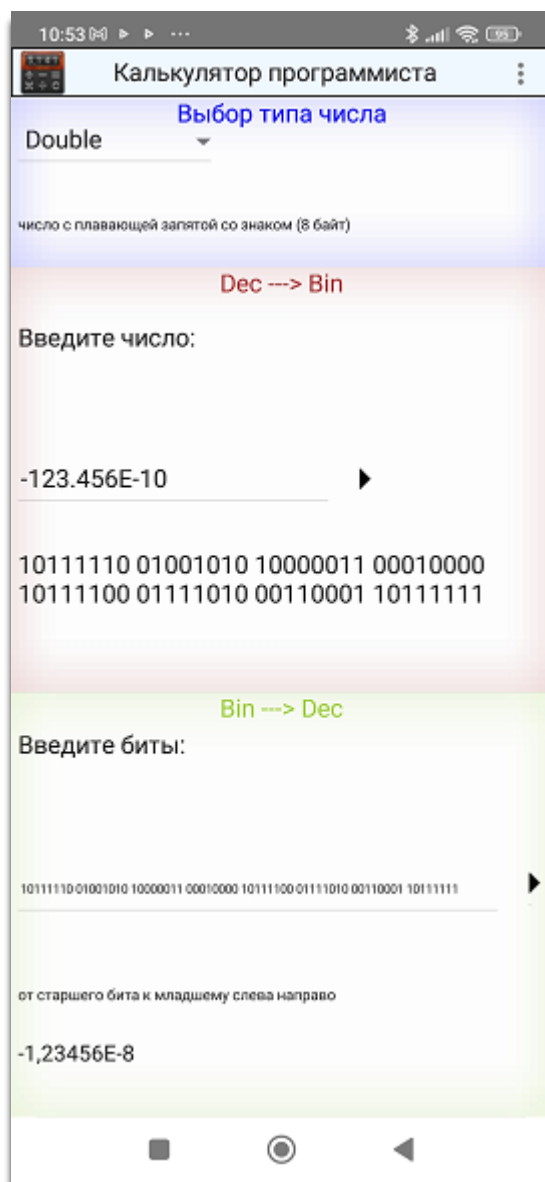 10:53
95
Калькулятор программиста
Выбор типа числа
Double
число с плавающей запятой со знаком (8 байт)
Dec ---> Bin
Введите число:
-123.456E-10
10111110 01001010 10000011 00010000
10111100 01111010 00110001 10111111
Bin ---> Dec
Введите биты:
10111110 01001010 10000011 00010000 10111100 01111010 00110001 10111111
от старшего бита к младшему слева направо
-1,23456E-8